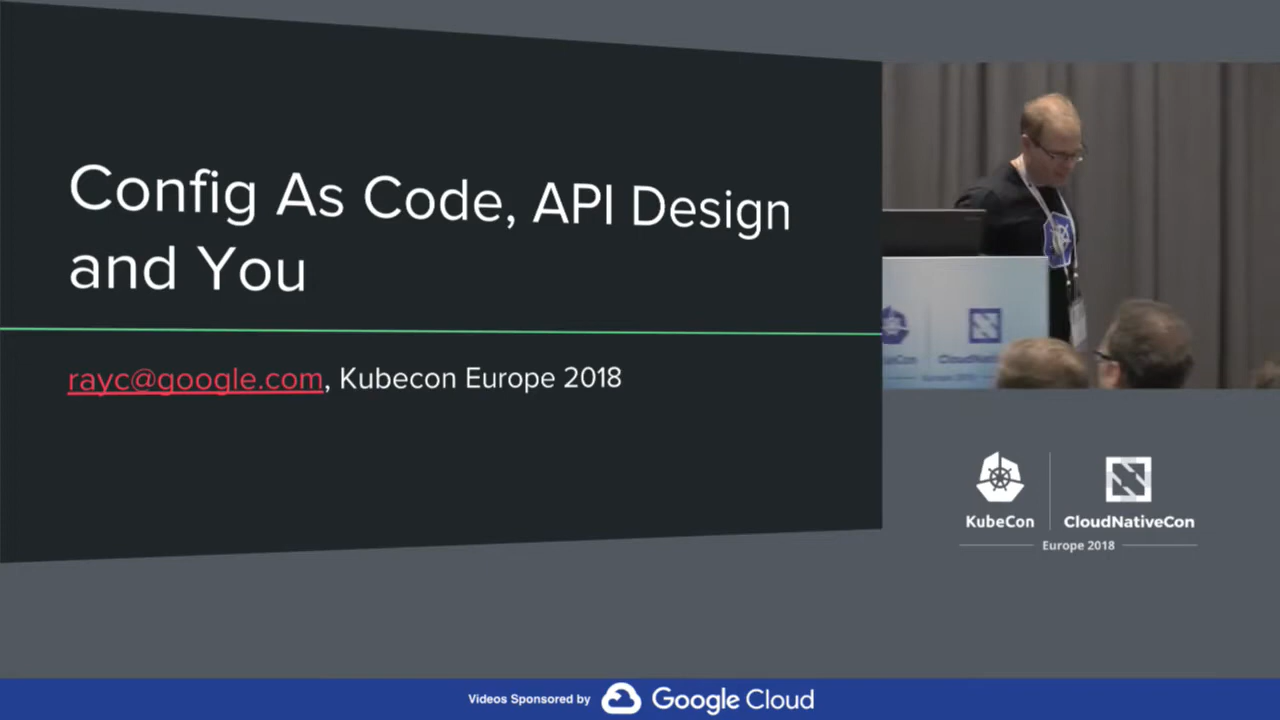 Config As Code, API Design
and You
rayc@google.com, Kubecon Europe 2018
KubeCon
CloudNativeCon
Europe 2018
Videos Sponsored by Google Cloud